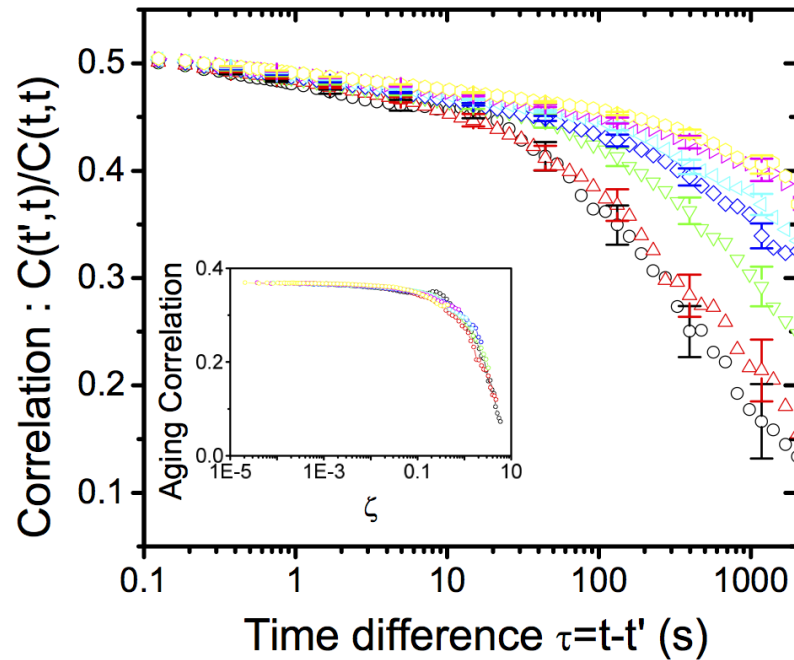 0.5
0.4
0.3
0.2
0.1
Correlation : C(t',t)/C(t,t)
0.4
0.2
0.0
Aging Correlation
1E-5 1E-3 0.1 10
ζ
0.1 1 10 100 1000
Time difference τ=t-t' (s)